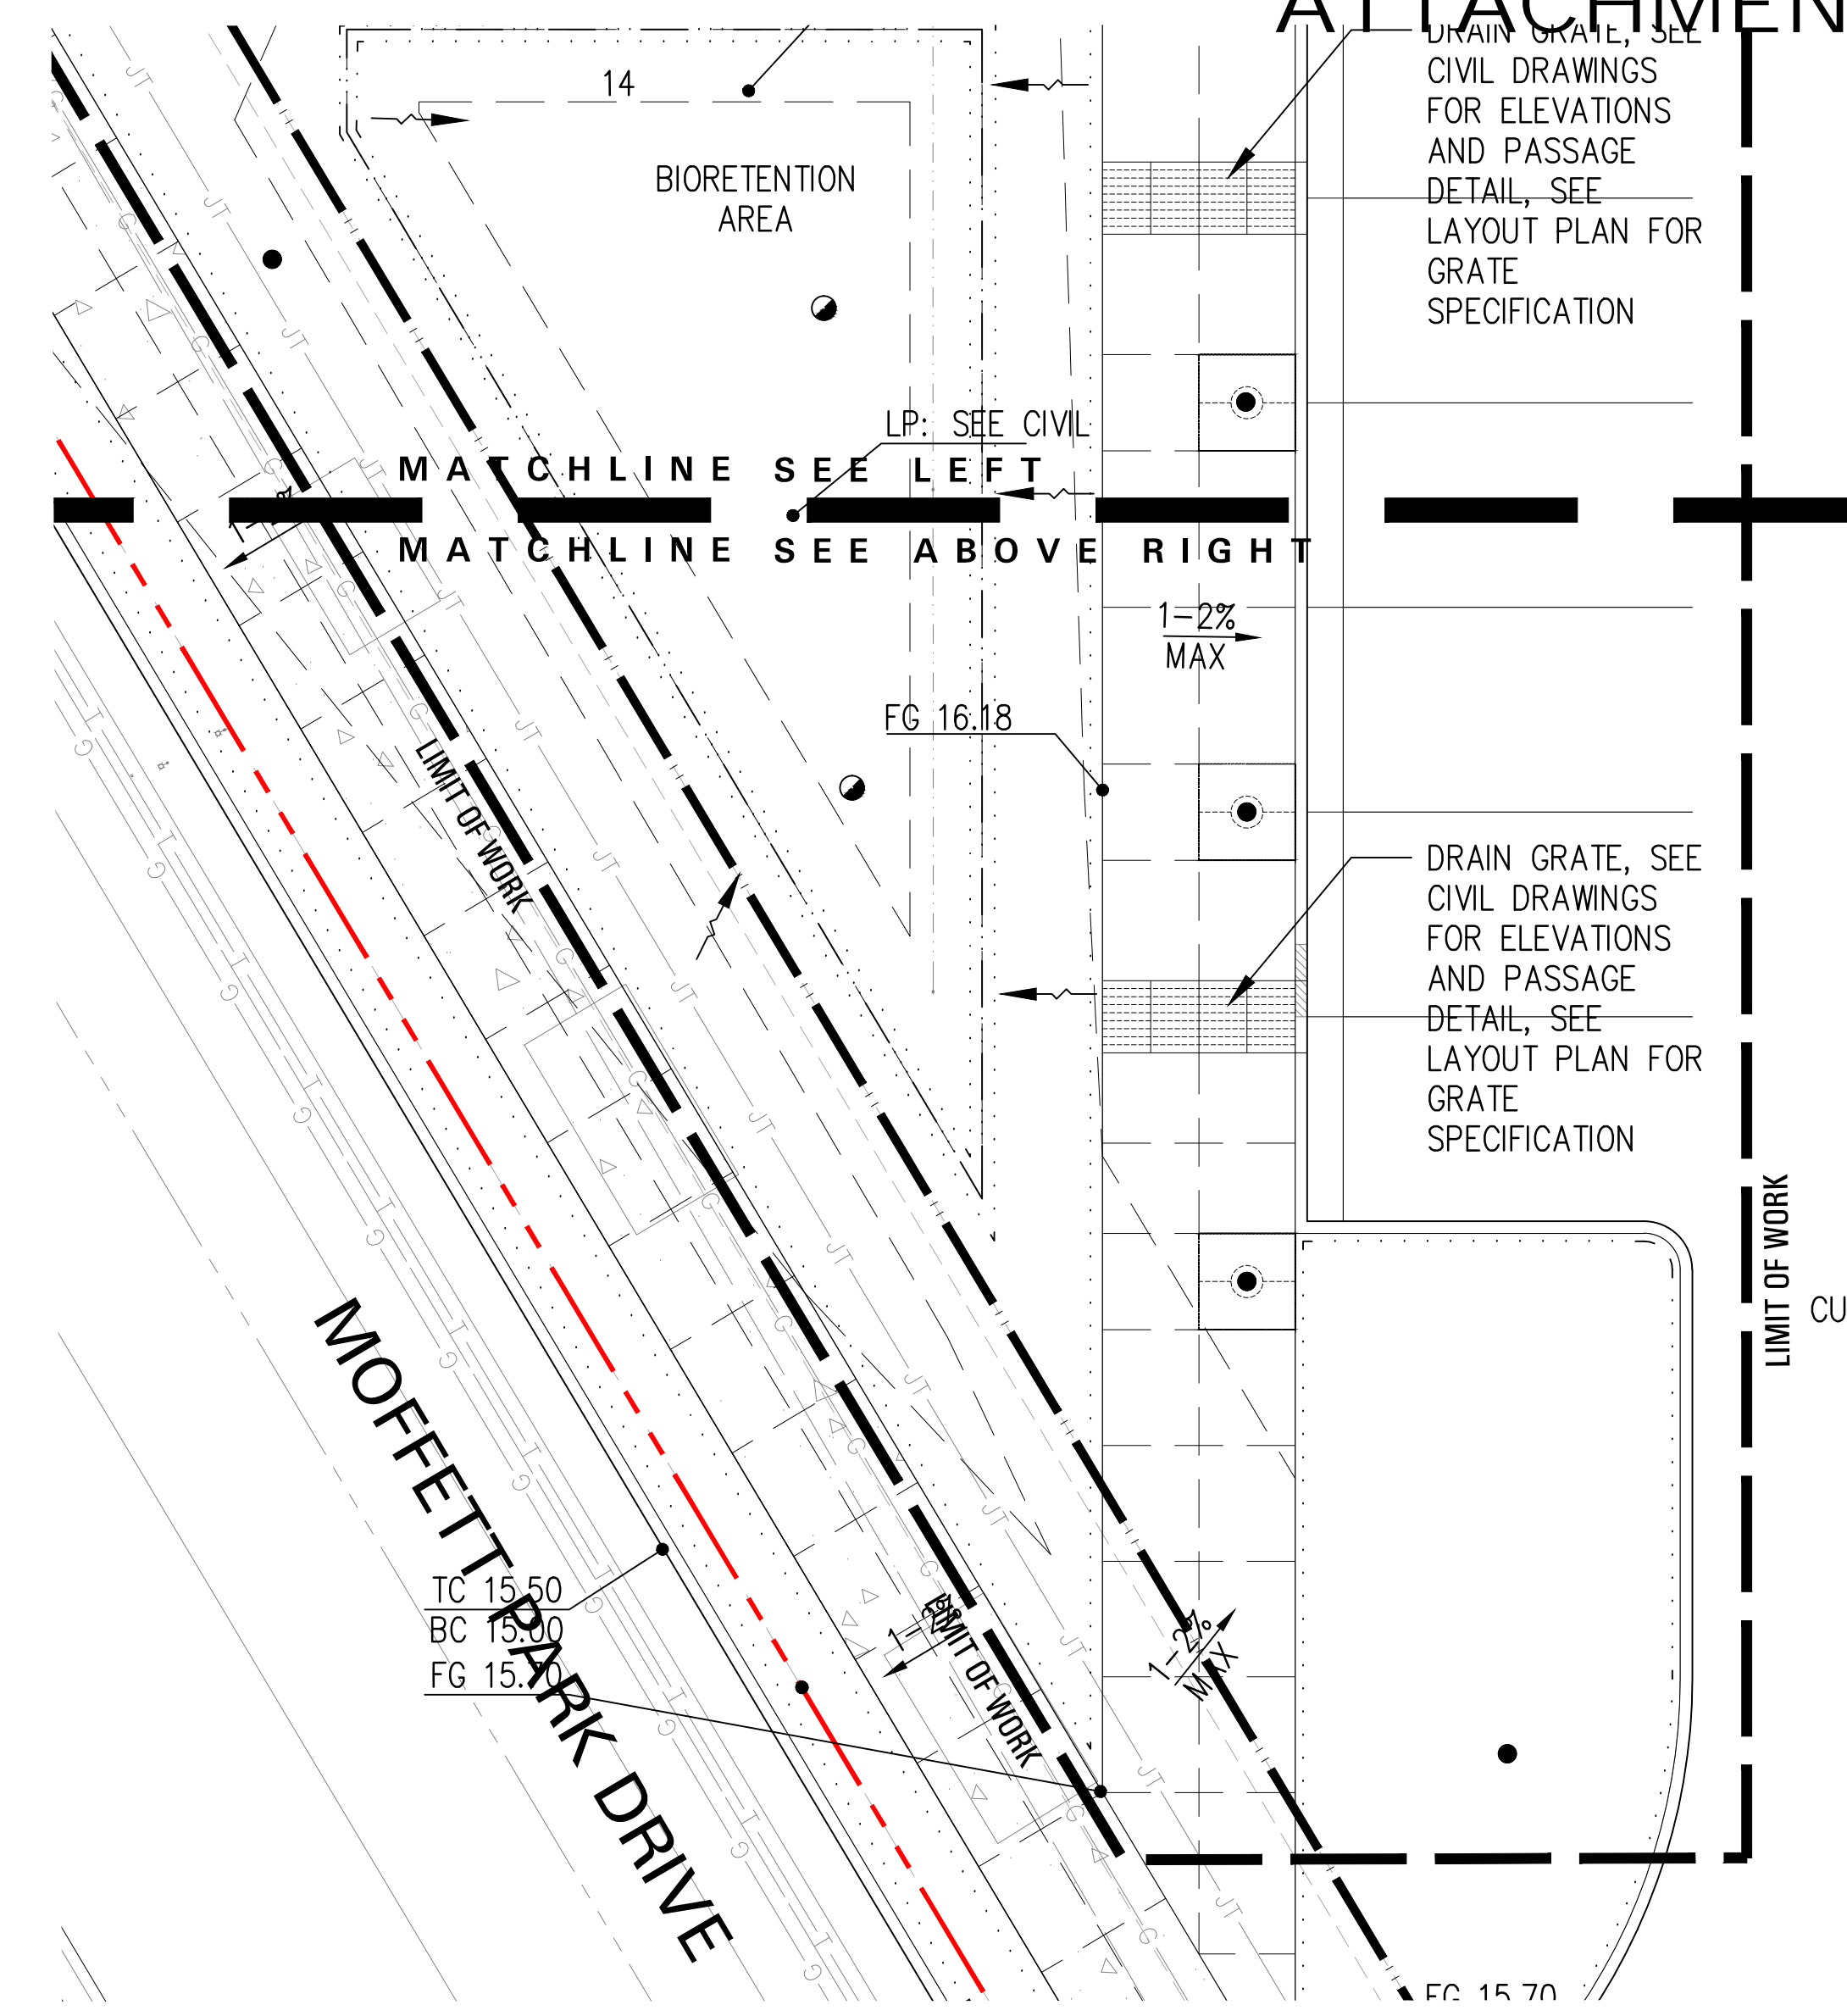 ATTACHMEN
DRAIN GRATE, SEE
CIVIL DRAWINGS
FOR ELEVATIONS
AND PASSAGE
DETAIL, SEE
LAYOUT PLAN FOR
GRATE
SPECIFICATION
14
BIORETENTION
AREA
LP: SEE CIVIL
MATCHLINE SEE LEFT
MATCHLINE SEE ABOVE RIGHT
1-2%
MAX
FG 16.18
LIMIT OF WORK
DRAIN GRATE, SEE
CIVIL DRAWINGS
FOR ELEVATIONS
AND PASSAGE
DETAIL, SEE
LAYOUT PLAN FOR
GRATE
SPECIFICATION
LIMIT OF WORK
CU
MOFFETT PARK DRIVE
TC 15.50
BC 15.00
FG 15.70
LIMIT OF WORK
1-2%
MAX
FG 15.70